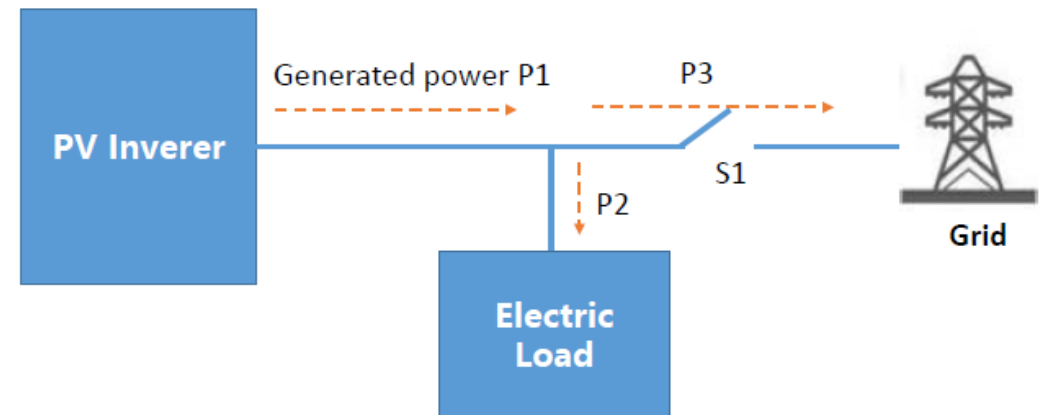 Generated power P1
P3
PV Inverer
S1
P2
Grid
Electric
Load